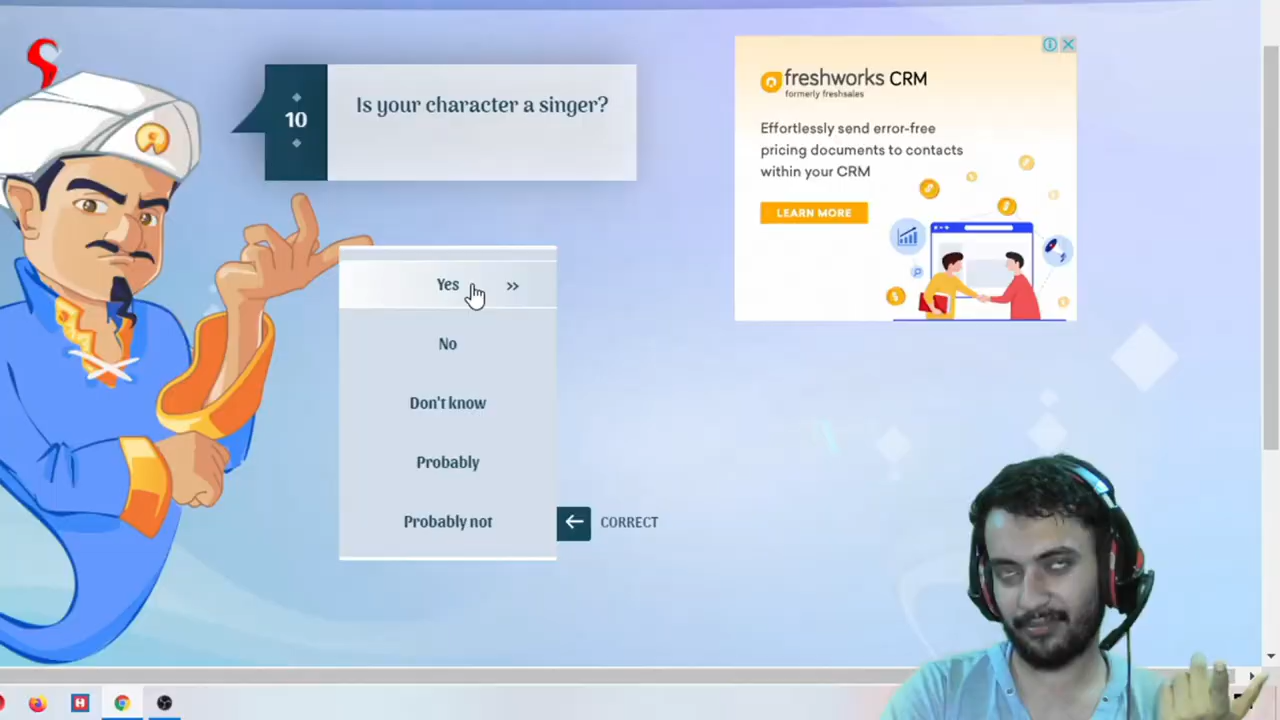 10
Is your character a singer?
Yes
No
Don't know
Probably
Probably not
CORRECT
freshworks CRM
formerly freshsales
Effortlessly send error-free
pricing documents to contacts
within your CRM
LEARN MORE
H